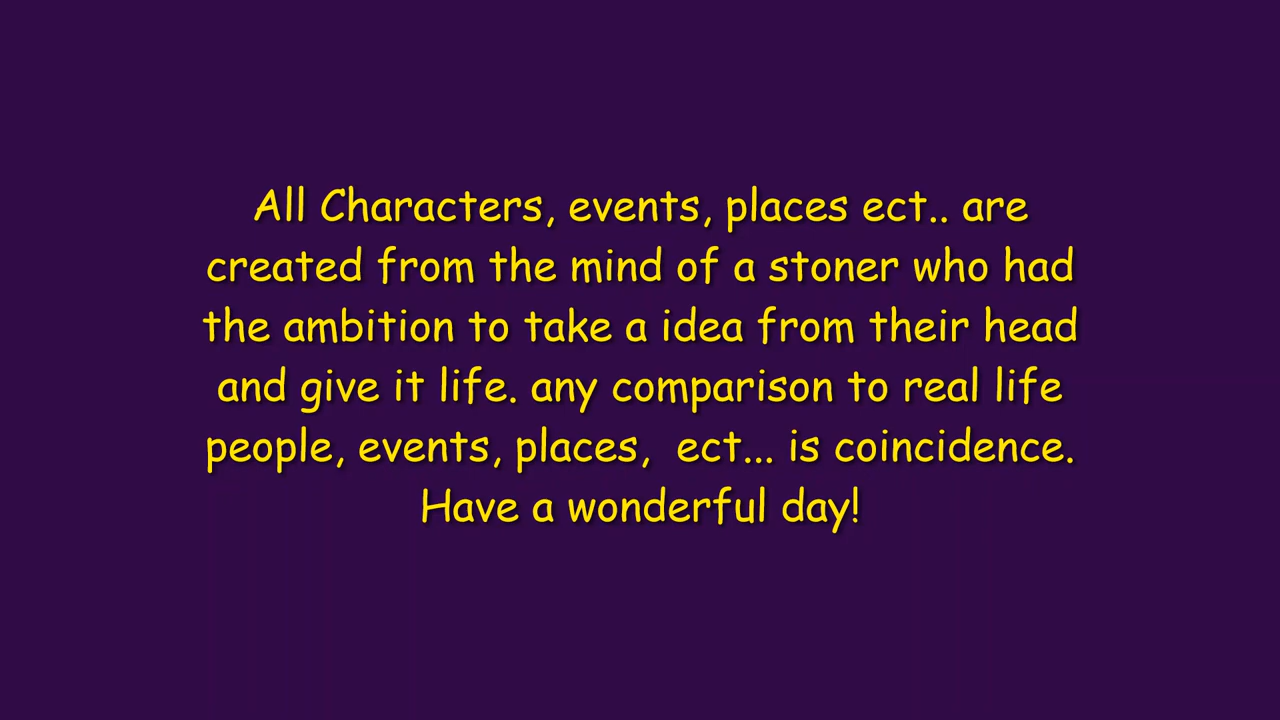 All Characters, events, places ect.. are
created from the mind of a stoner who had
the ambition to take a idea from their head
and give it life. any comparison to real life
people, events, places,  ect... is coincidence.
Have a wonderful day!